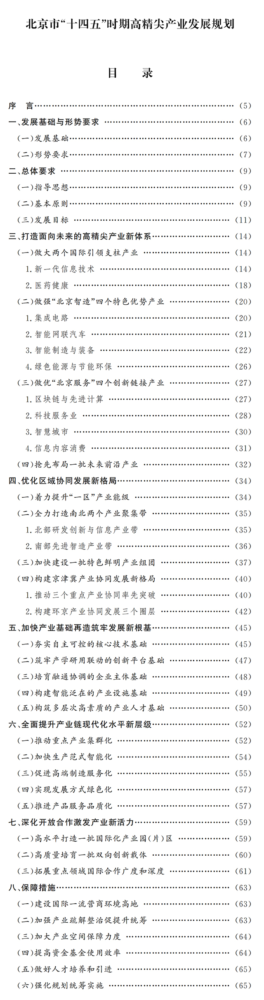 北京市“十四五”时期高精尖产业发展规划
目 录
序 言………………………………………………………………（5）
一、发展基础与形势要求 …………………………………………（6）
（一）发展基础……………………………………………………（6）
（二）形势要求……………………………………………………（7）
二、总体要求 ………………………………………………………（9）
（一）指导思想……………………………………………………（9）
（二）基本原则……………………………………………………（9）
（三）发展目标 …………………………………………………（11）
三、打造面向未来的高精尖产业新体系………………………（14）
（一）做大两个国际引领支柱产业 ……………………………（14）
1.新一代信息技术 ……………………………………………（14）
2.医药健康 ……………………………………………………（18）
（二）做强“北京智造”四个特色优势产业 ……………………（20）
1.集成电路 ……………………………………………………（20）
2.智能网联汽车 ………………………………………………（21）
3.智能制造与装备 ……………………………………………（22）
4.绿色能源与节能环保 ………………………………………（26）
（三）做优“北京服务”四个创新链接产业 ……………………（27）
1.区块链与先进计算 …………………………………………（27）
2.科技服务业 …………………………………………………（28）
3.智慧城市 ……………………………………………………（30）
4.信息内容消费 ………………………………………………（31）
（四）抢先布局一批未来前沿产业 ……………………………（32）
四、优化区域协同发展新格局…………………………………（34）
（一）着力提升“一区”产业能级 ………………………………（34）
（二）全力打造南北两个产业聚集带 …………………………（35）
1.北部研发创新与信息产业带 ………………………………（35）
2.南部先进智造产业带 ………………………………………（36）
（三）加快建设一批特色鲜明产业组团 ………………………（37）
（四）构建京津冀产业协同发展新格局 ………………………（40）
1.推动三个重点产业协同率先突破 …………………………（40）
2.构建环京产业协同发展三个圈层 …………………………（42）
五、加快产业基础再造筑牢发展新根基………………………（45）
（一）夯实自主可控的核心技术基础 …………………………（45）
（二）筑牢产学研用联动的创新平台基础 ……………………（47）
（三）培育融通协调的企业主体基础 …………………………（48）
（四）构建智能泛在的产业设施基础 …………………………（49）
（五）构筑多层次高素质的产业人才基础 ……………………（50）
六、全面提升产业链现代化水平新层级………………………（52）
（一）推动重点产业集群化 ……………………………………（52）
（二）加快生产范式智能化 ……………………………………（54）
（三）促进高端制造服务化 ……………………………………（55）
（四）实现发展方式绿色化 ……………………………………（57）
（五）推进产品服务品质化 ……………………………………（57）
七、深化开放合作激发产业新活力……………………………（59）
（一）高水平打造一批国际化产业园（片）区 …………………（59）
（二）高质量培育一批双向创新载体 …………………………（60）
（三）拓展重点领域国际合作广度和深度 ……………………（61）
八、保障措施……………………………………………………（63）
（一）建设国际一流营商环境高地 ……………………………（63）
（二）加强产业疏解整治促提升统筹 …………………………（63）
（三）加大产业空间保障力度 …………………………………（64）
（四）提高资金基金使用效率 …………………………………（64）
（五）做好人才培养和引进 ……………………………………（65）
（六）强化规划统筹实施 ………………………………………（65）